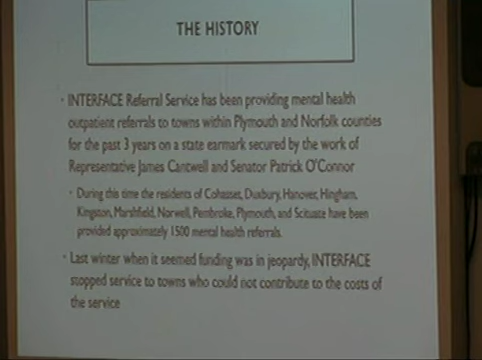 THE HISTORY
• INTERFACE Referral Service has been providing mental health
outpatient referrals to towns within Plymouth and Norfolk counties
for the past 3 years on a state earmark secured by the work of
Representative James Cantwell and Senator Patrick O'Connor
• During this time the residents of Cohasset, Duxbury, Hanover, Hingham,
Kingston, Marshfield, Norwell, Pembroke, Plymouth, and Scituate have been
provided approximately 1500 mental health referrals.
• Last winter when it seemed funding was in jeopardy, INTERFACE
stopped service to towns who could not contribute to the costs of
the service